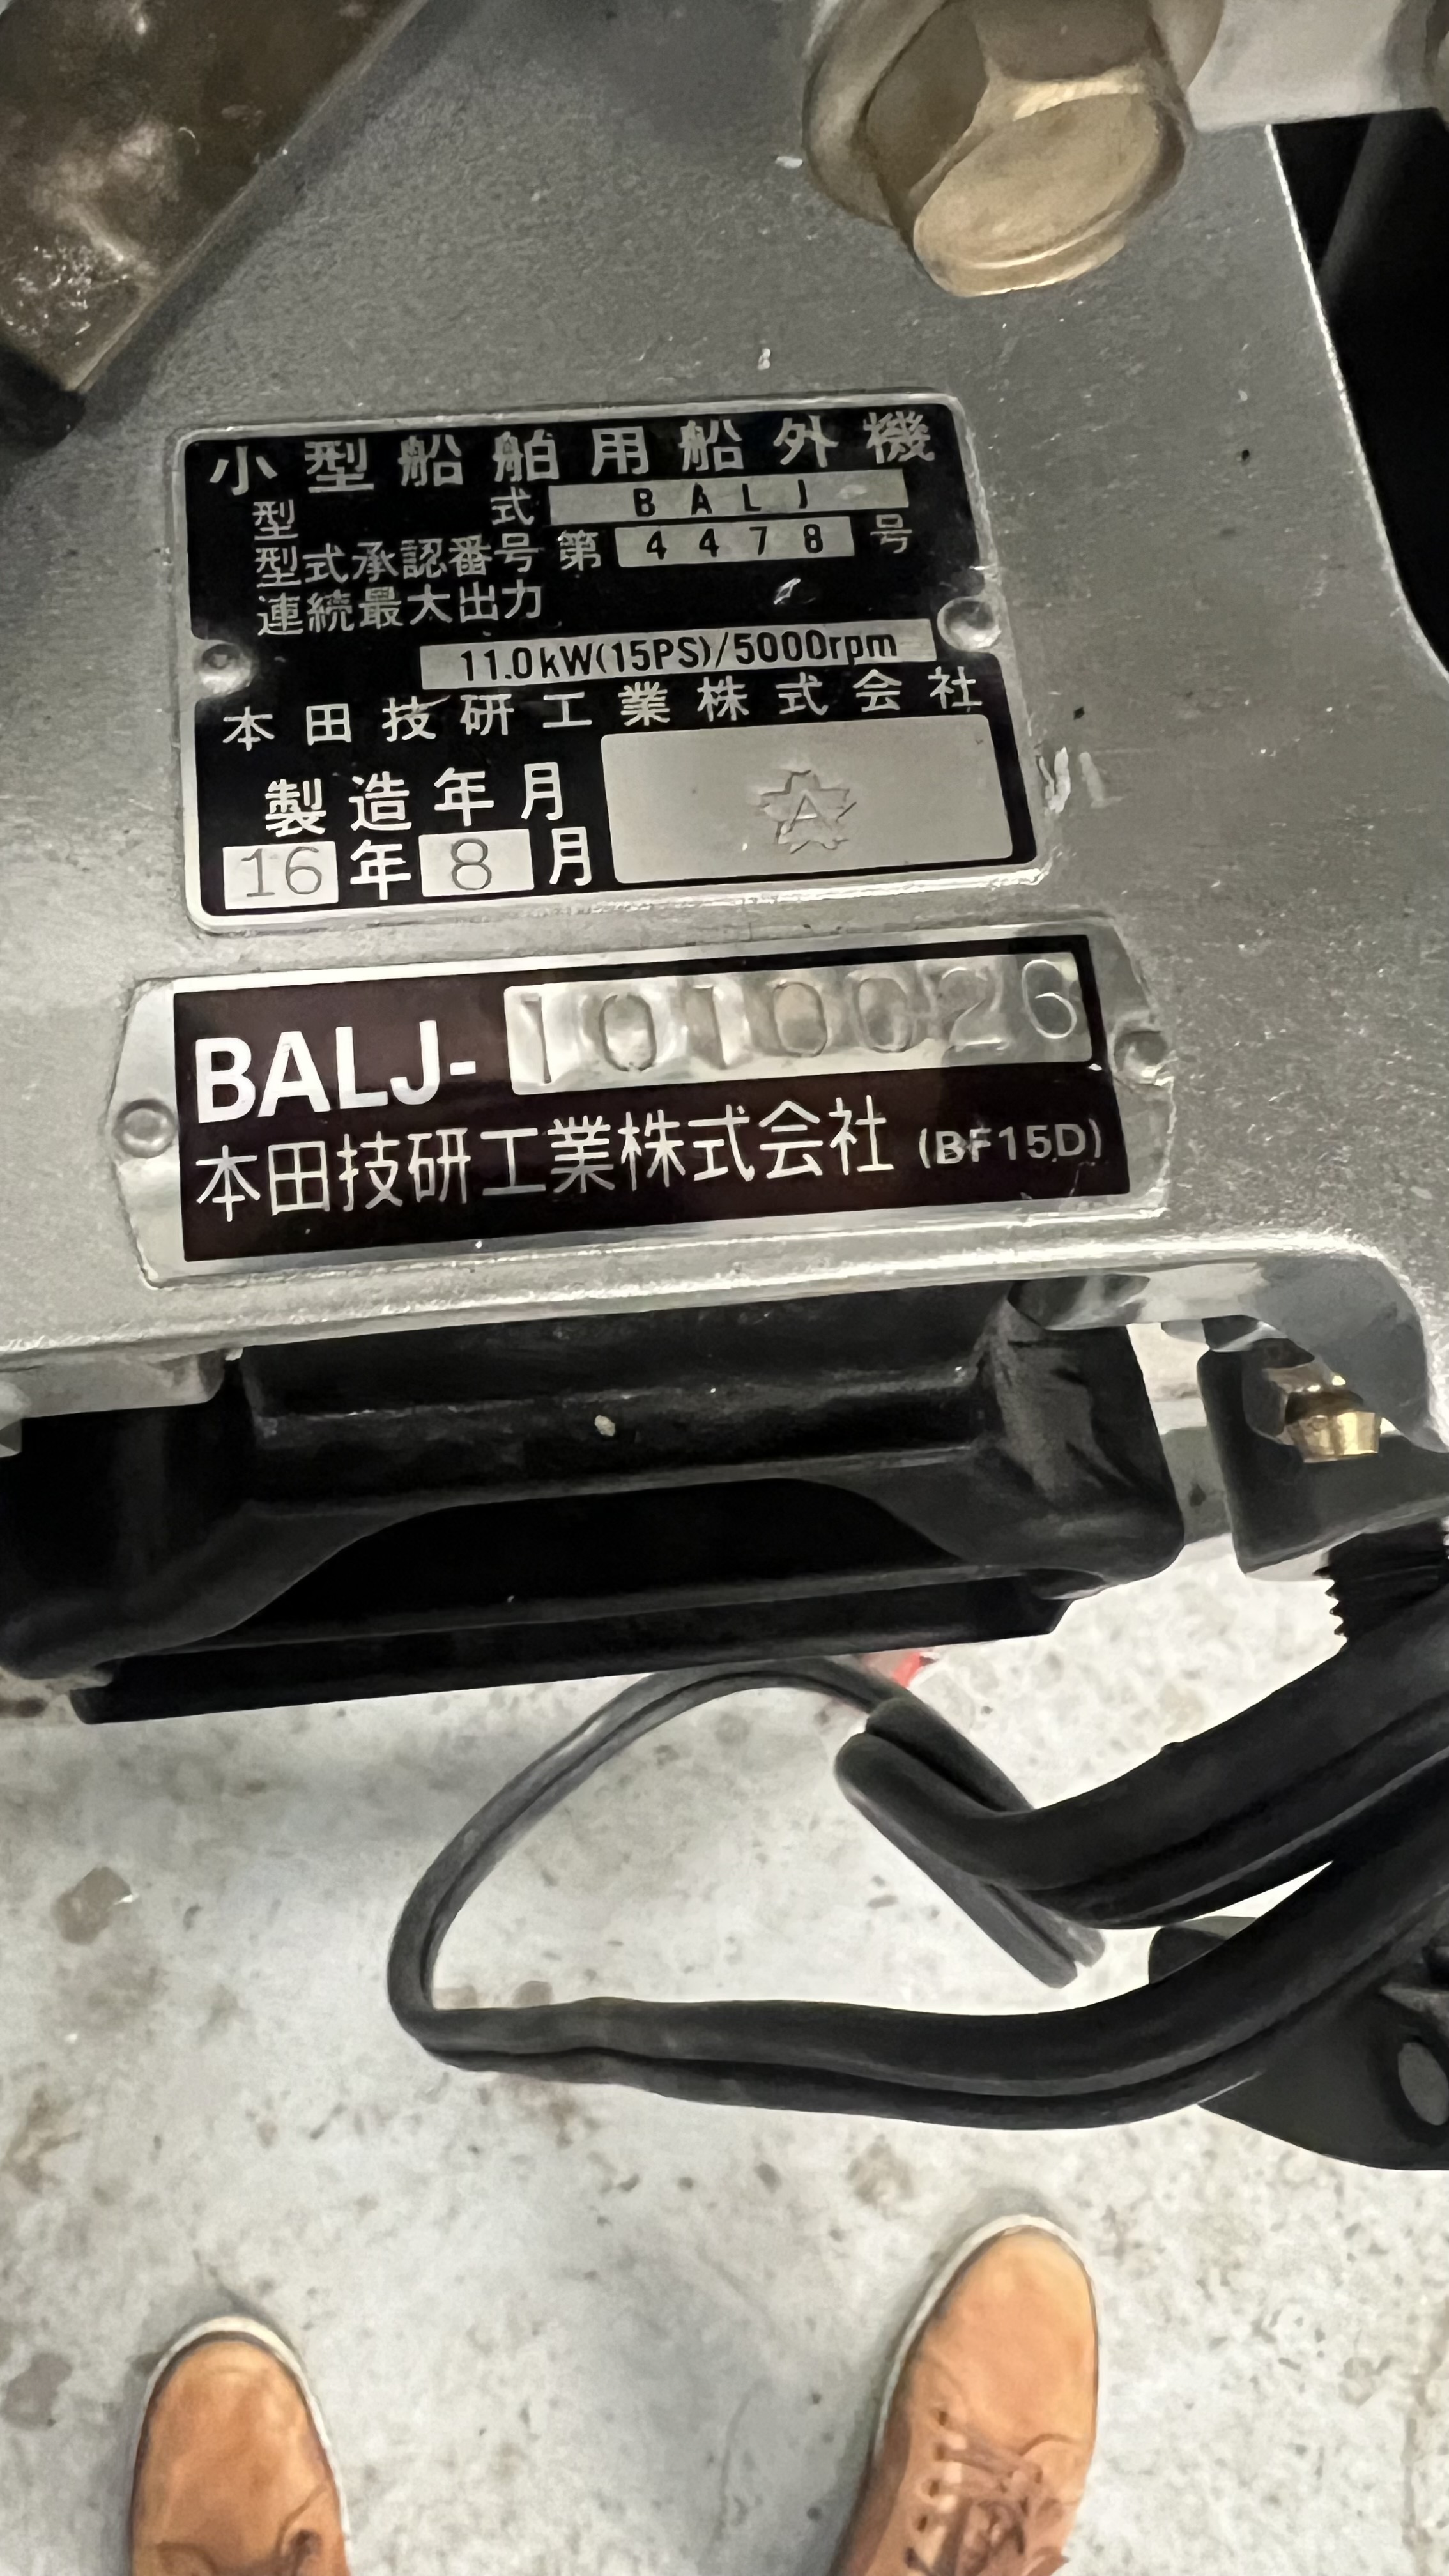 小型船舶用船外機
型式 BALJ
型式承認番号 第 4478 号
連続最大出力
11.0kW(15PS)/5000rpm
本田技研工業株式会社
製造年月
16年8月
A
BALJ-1010026
本田技研工業株式会社 (BF15D)